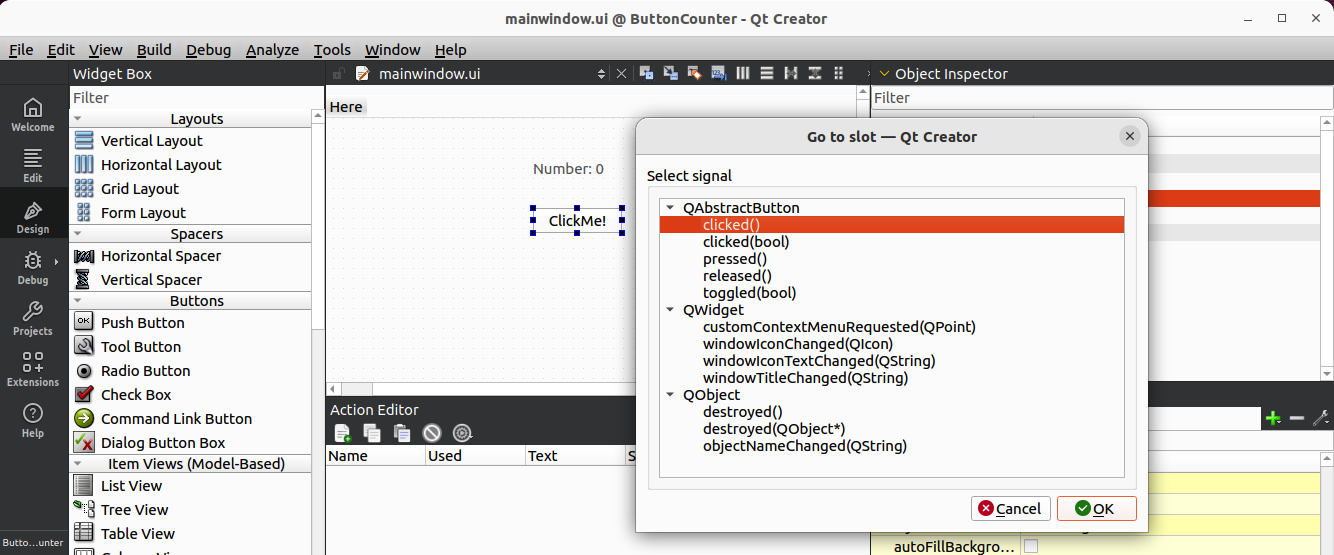 mainwindow.ui @ ButtonCounter - Qt Creator
File Edit View Build Debug Analyze Tools Window Help
Widget Box
mainwindow.ui
Object Inspector
Filter
Filter
Welcome
Edit
Design
Debug
Projects
Extensions
Help
Butto...unter
Layouts
Vertical Layout
Horizontal Layout
Grid Layout
Form Layout
Spacers
Horizontal Spacer
Vertical Spacer
Buttons
OK Push Button
Tool Button
Radio Button
Check Box
Command Link Button
Dialog Button Box
Item Views (Model-Based)
List View
Tree View
Table View
Here
Number: 0
ClickMe!
Action Editor
Name Used Text S
Go to slot — Qt Creator
Select signal
QAbstractButton
clicked()
clicked(bool)
pressed()
released()
toggled(bool)
QWidget
customContextMenuRequested(QPoint)
windowIconChanged(QIcon)
windowIconTextChanged(QString)
windowTitleChanged(QString)
QObject
destroyed()
destroyed(QObject*)
objectNameChanged(QString)
Cancel OK
autoFillBackgro...